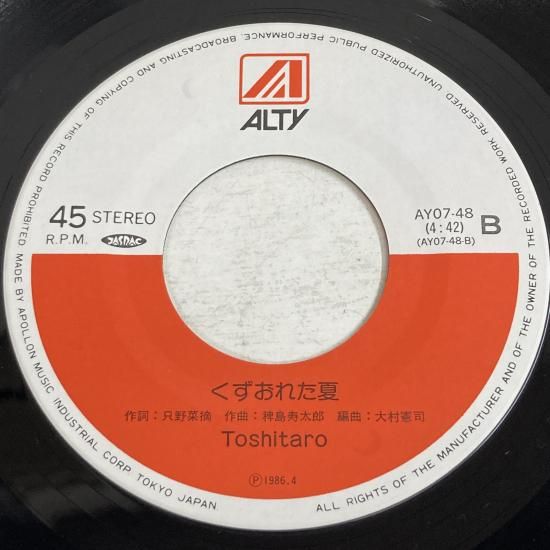 ALTY
45 STEREO
R.P.M. JASRAC
AY07-48
(4:42) B
(AY07-48-B)
くずおれた夏
作詞:只野菜摘 作曲:稗島寿太郎 編曲:大村憲司
Toshitaro
Ⓟ1986.4
ALL RIGHTS OF THE MANUFACTURER AND OF THE OWNER OF THE RECORDED WORK RESERVED UNAUTHORIZED PUBLIC PERFORMANCE, BROADCASTING AND COPYING OF THIS RECORD PROHIBITED MADE BY APOLLON MUSIC INDUSTRIAL CORP. TOKYO JAPAN.